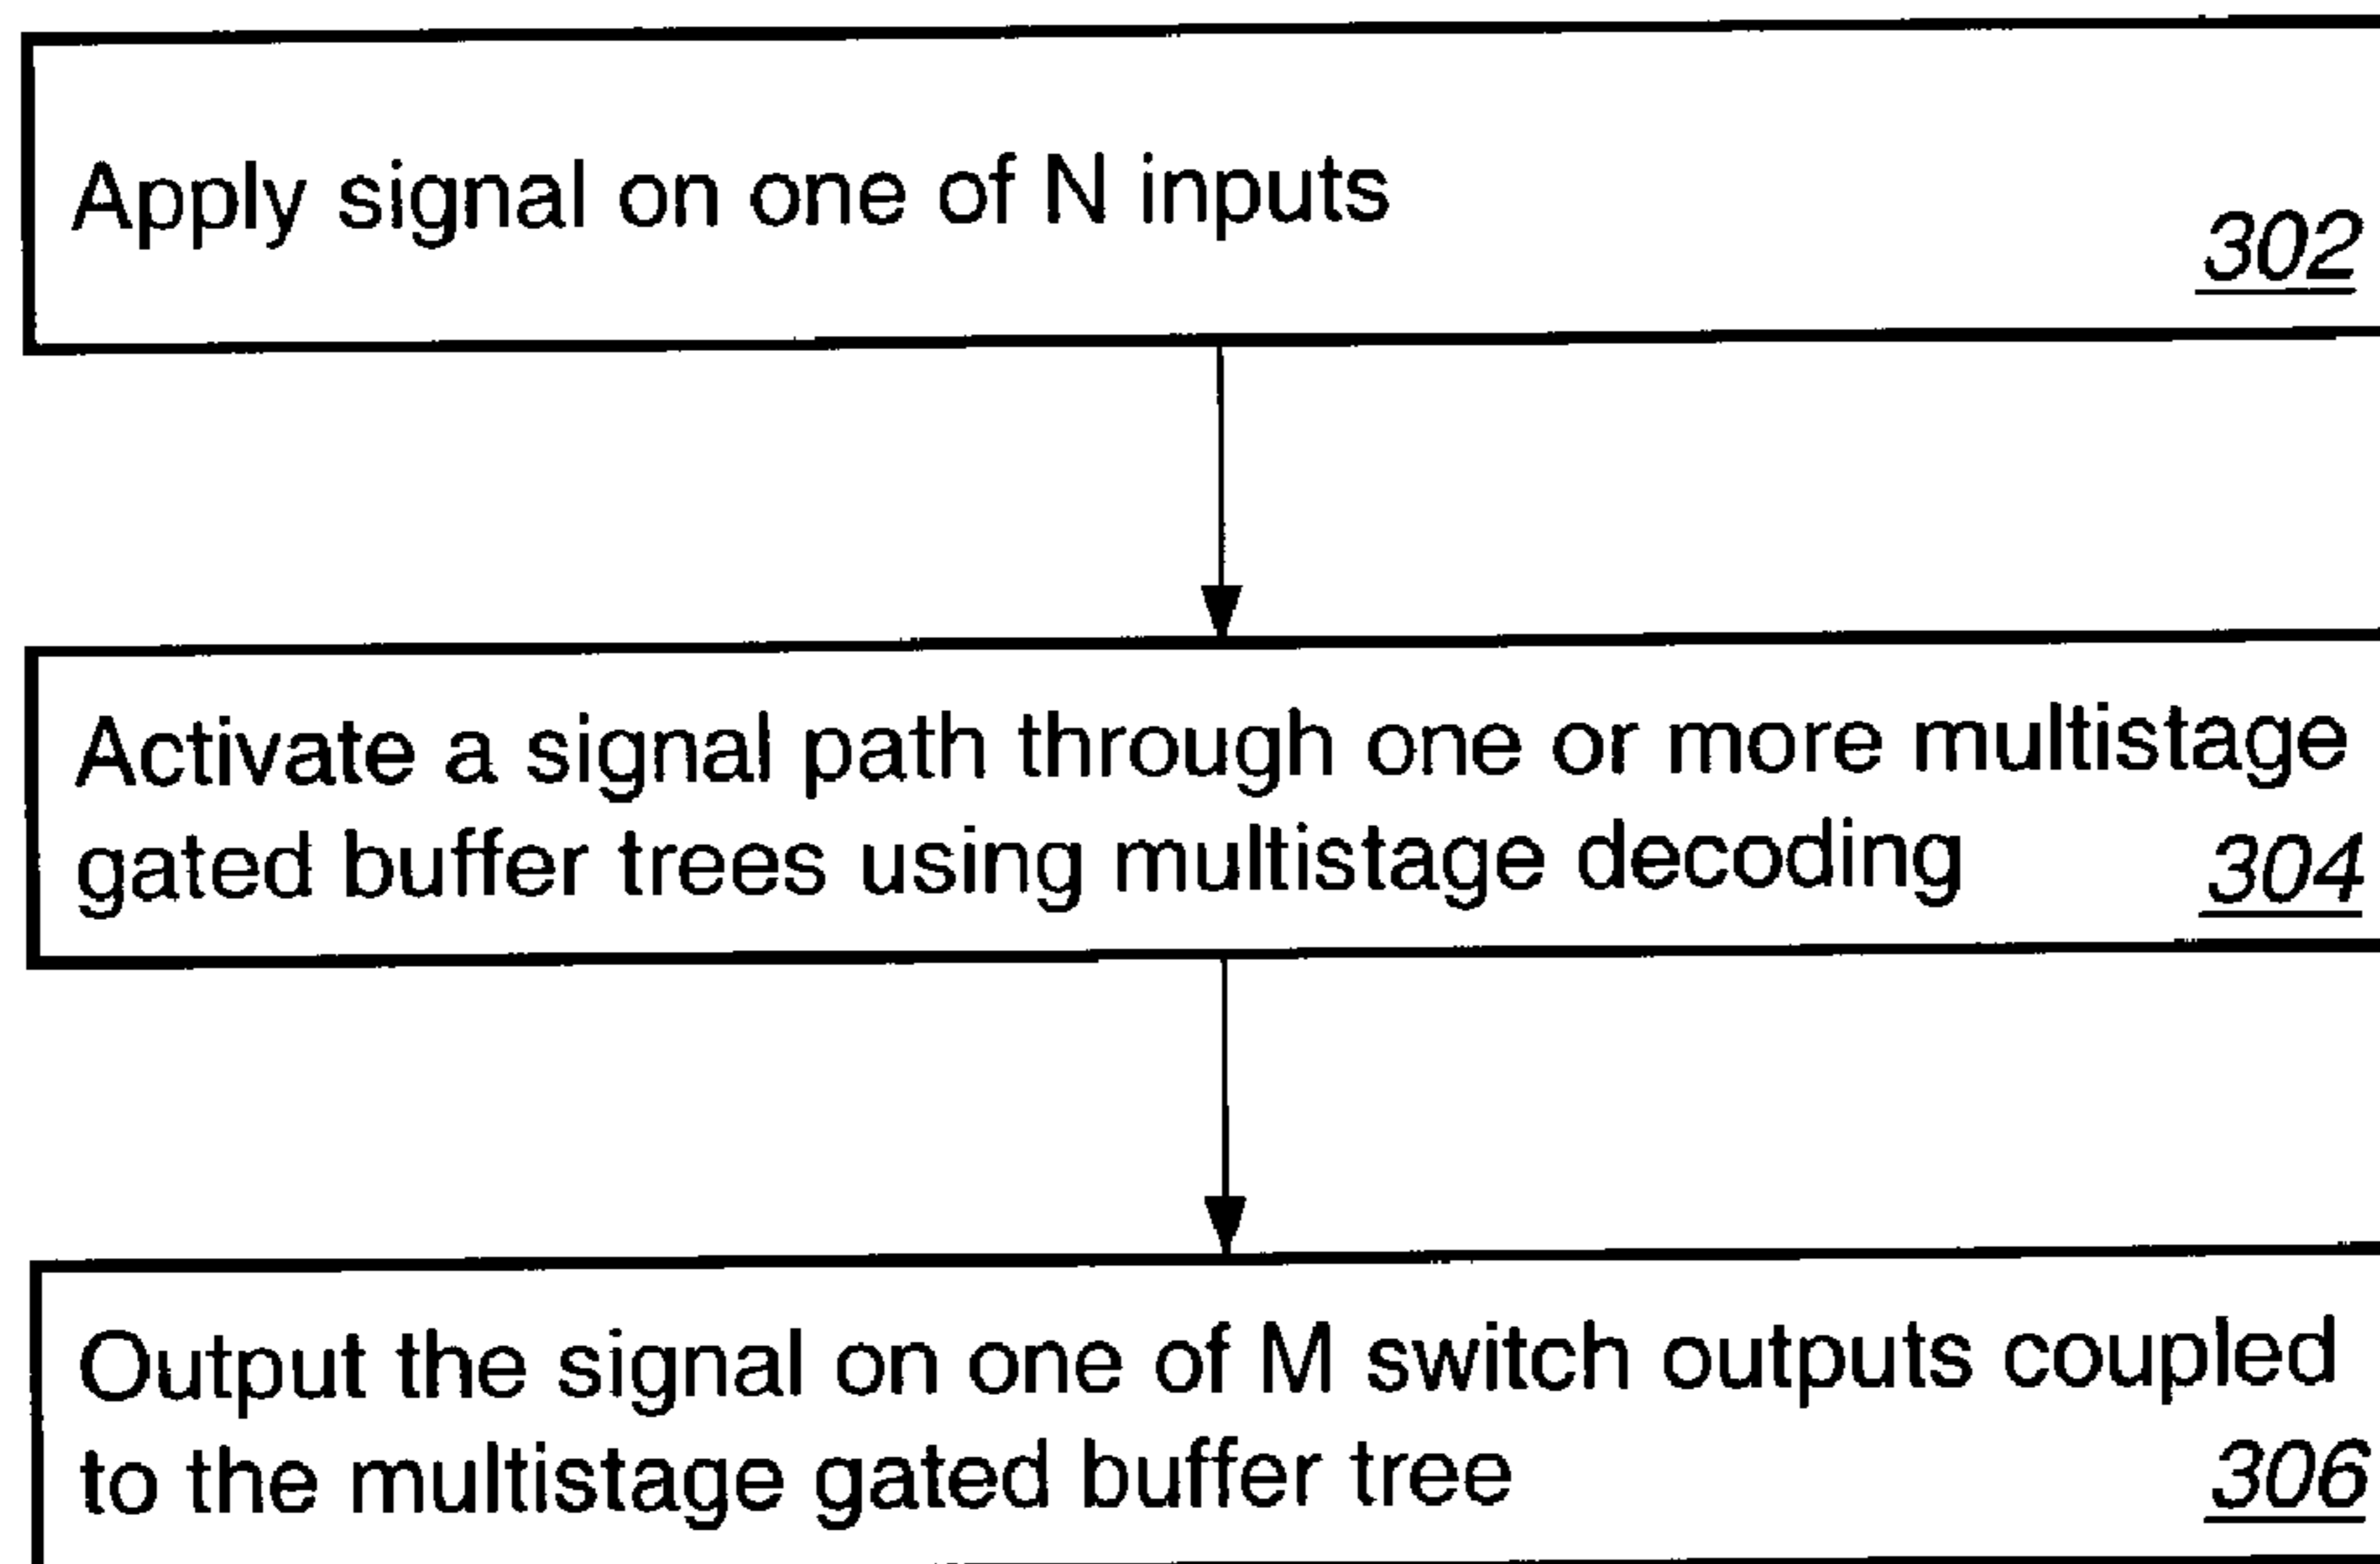 Apply signal on one of N inputs
302
Activate a signal path through one or more multistage
gated buffer trees using multistage decoding 304
Output the signal on one of M switch outputs coupled
to the multistage gated buffer tree 306